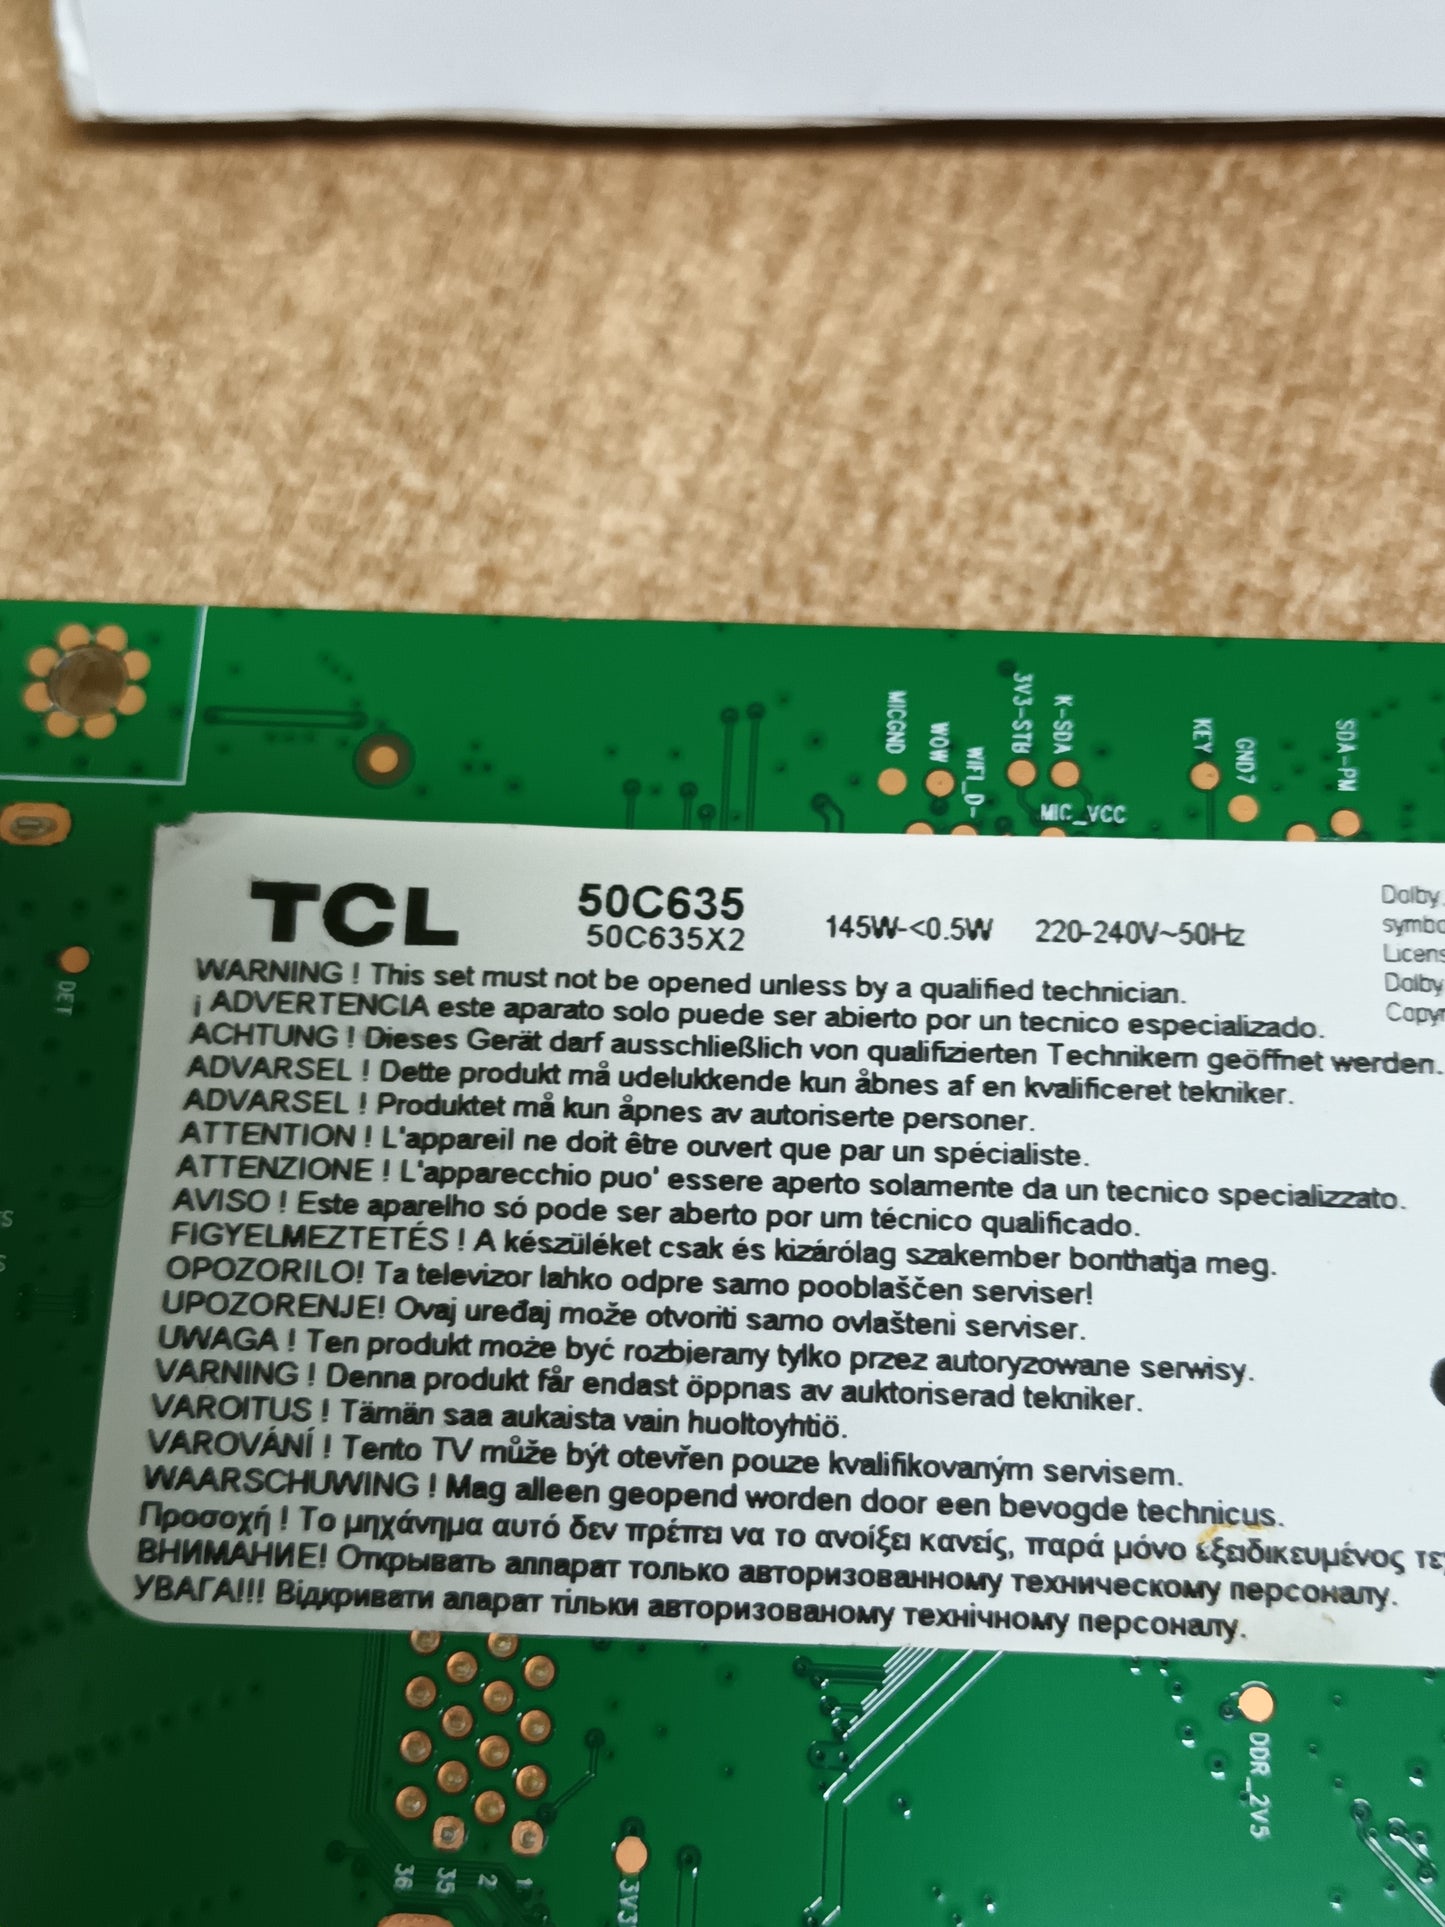 MICGND
WOW
WIFI_D-
3V3-STB
K-SDA
MIC_VCC
KEY
GND7
SDA-PM
DET
TCL
50C635
50C635X2
145W-<0.5W 220-240V~50Hz
Dolby
Dolby
WARNING ! This set must not be opened unless by a qualified technician.
¡ ADVERTENCIA este aparato solo puede ser abierto por un tecnico especializado.
ACHTUNG ! Dieses Gerät darf ausschließlich von qualifizierten Technikern geöffnet werden.
ADVARSEL ! Dette produkt må udelukkende kun åbnes af en kvalificeret tekniker.
ADVARSEL ! Produktet må kun åpnes av autoriserte personer.
ATTENTION ! L'appareil ne doit être ouvert que par un spécialiste.
ATTENZIONE ! L'apparecchio puo' essere aperto solamente da un tecnico specializzato.
AVISO ! Este aparelho só pode ser aberto por um técnico qualificado.
FIGYELMEZTETÉS ! A készüléket csak és kizárólag szakember bonthatja meg.
OPOZORILO! Ta televizor lahko odpre samo pooblaščen serviser!
UPOZORENJE! Ovaj uređaj može otvoriti samo ovlašteni serviser.
UWAGA ! Ten produkt może być rozbierany tylko przez autoryzowane serwisy.
VARNING ! Denna produkt får endast öppnas av auktoriserad tekniker.
VAROITUS ! Tämän saa aukaista vain huoltoyhtiö.
VAROVÁNÍ ! Tento TV může být otevřen pouze kvalifikovaným servisem.
WAARSCHUWING ! Mag alleen geopend worden door een bevogde technicus.
Προσοχή ! Το μηχάνημα αυτό δεν πρέπει να το ανοίξει κανείς, παρά μόνο εξειδικευμένος
ВНИМАНИЕ! Открывать аппарат только авторизованному техническому персоналу.
УВАГА!!! Відкривати апарат тільки авторизованому технічному персоналу.
DDR_2V5
36
35
2
1
3V3